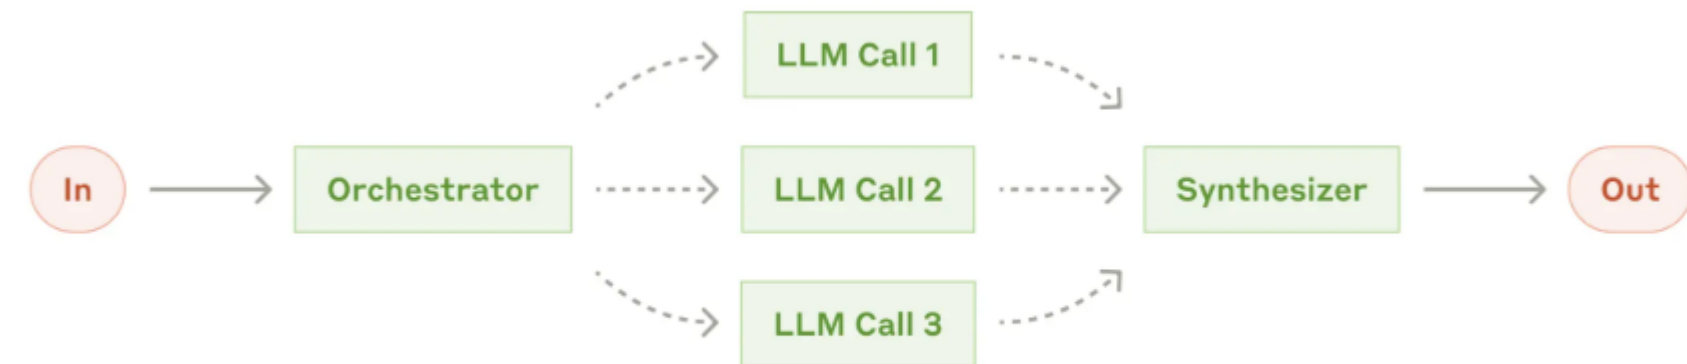 In
Orchestrator
LLM Call 1
LLM Call 2
LLM Call 3
Synthesizer
Out